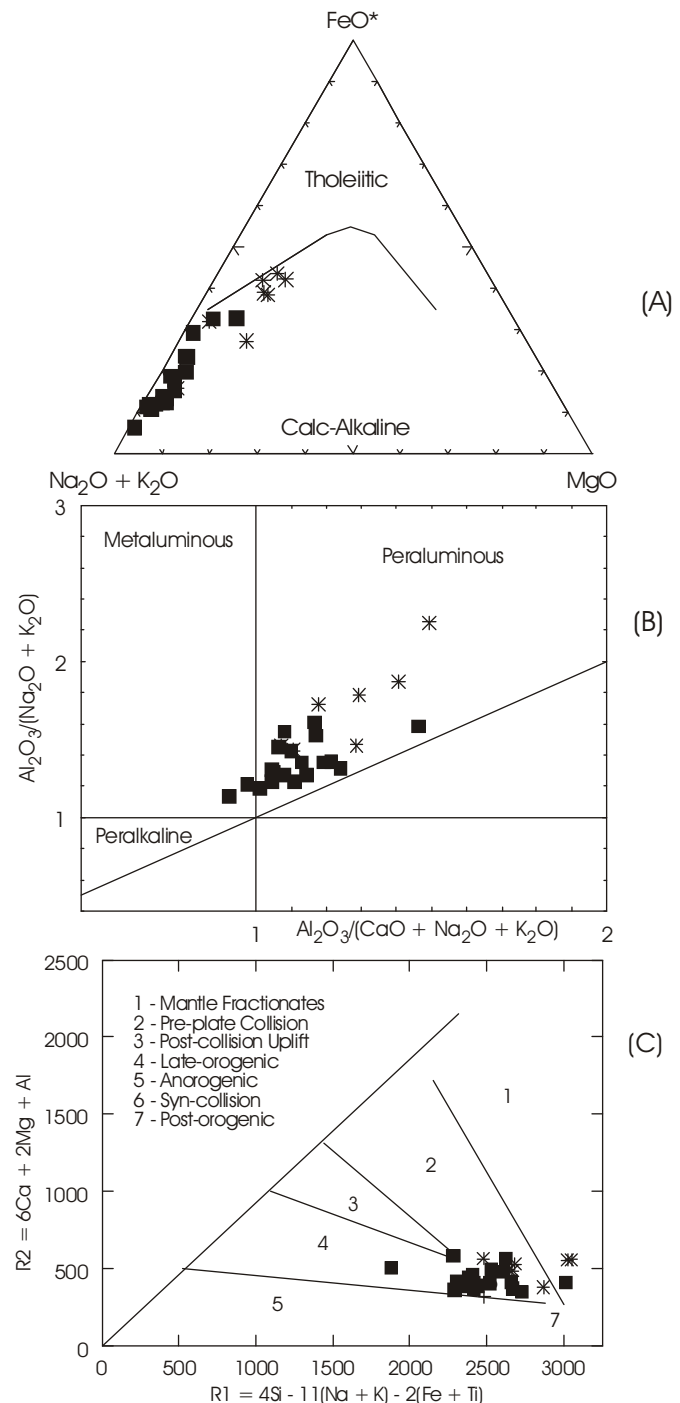 FeO*
Tholeiitic
(A)
Calc-Alkaline
Na₂O + K₂O
MgO
3
Metaluminous
Peraluminous
(B)
Al₂O₃/(Na₂O + K₂O)
2
1
Peralkaline
1
Al₂O₃/(CaO + Na₂O + K₂O)
2
2500
1 - Mantle Fractionates
2 - Pre-plate Collision
3 - Post-collision Uplift
4 - Late-orogenic
5 - Anorogenic
6 - Syn-collision
7 - Post-orogenic
(C)
2000
1500
1000
500
0
R2 = 6Ca + 2Mg + Al
1
2
3
4
5
7
0
500
1000
1500
2000
2500
3000
R1 = 4Si - 11(Na + K) - 2(Fe + Ti)